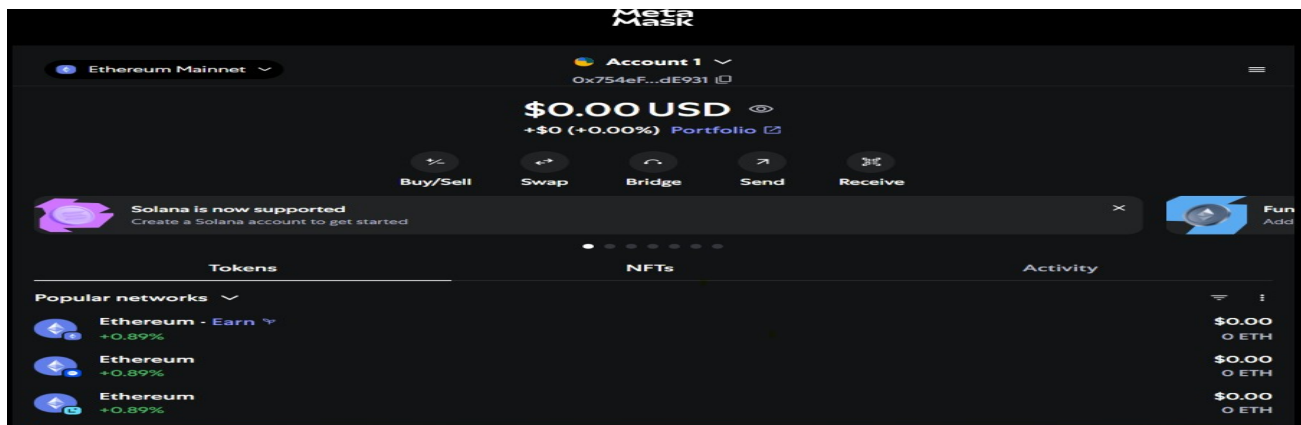 Meta
Mask
Ethereum Mainnet
Account 1
0x754eF...dE931
$0.00 USD
+$0 (+0.00%) Portfolio
Buy/Sell Swap Bridge Send Receive
Solana is now supported
Create a Solana account to get started
Fun
Add
Tokens NFTs Activity
Popular networks
Ethereum · Earn $0.00
+0.89% 0 ETH
Ethereum $0.00
+0.89% 0 ETH
Ethereum $0.00
+0.89% 0 ETH